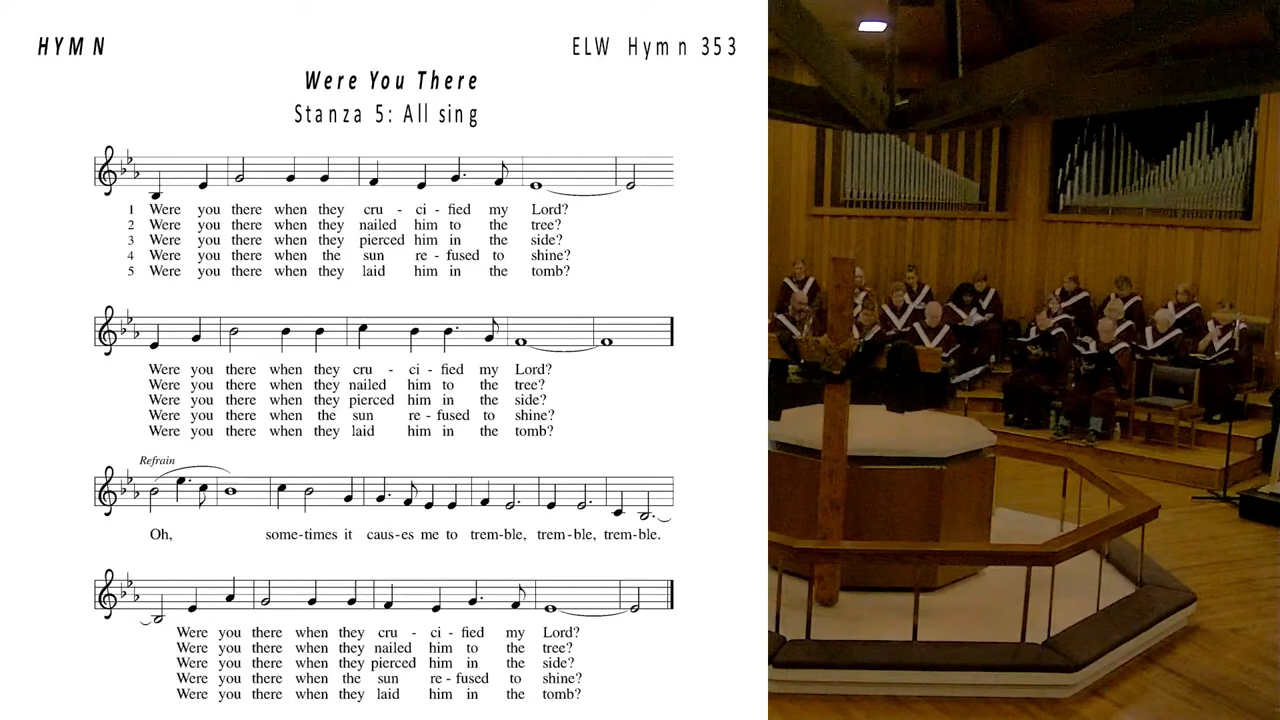 HYMN ELW Hymn 353
Were You There
Stanza 5: All sing
1 Were you there when they cru - ci - fied my Lord?
2 Were you there when they nailed him to the tree?
3 Were you there when they pierced him in the side?
4 Were you there when the sun re - fused to shine?
5 Were you there when they laid him in the tomb?
Were you there when they cru - ci - fied my Lord?
Were you there when they nailed him to the tree?
Were you there when they pierced him in the side?
Were you there when the sun re - fused to shine?
Were you there when they laid him in the tomb?
Refrain
Oh, some-times it caus-es me to trem-ble, trem-ble, trem-ble.
Were you there when they cru - ci - fied my Lord?
Were you there when they nailed him to the tree?
Were you there when they pierced him in the side?
Were you there when the sun re - fused to shine?
Were you there when they laid him in the tomb?